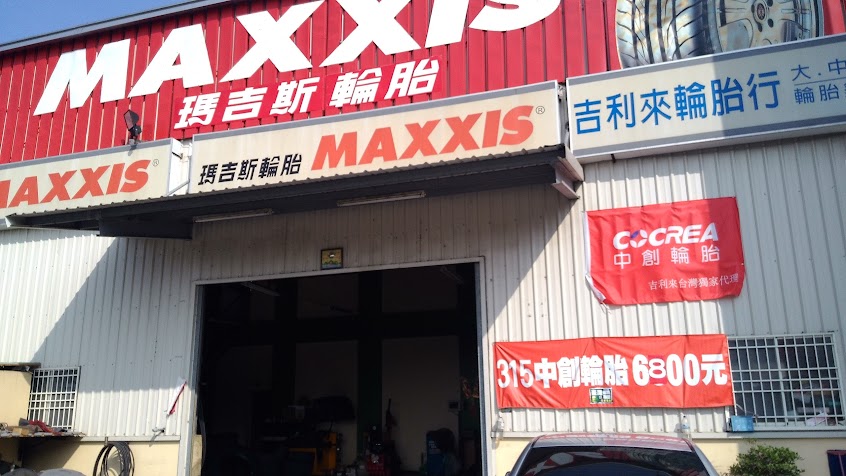 MAXXIS
瑪吉斯輪胎
MAXXIS®
瑪吉斯輪胎 MAXXIS®
吉利來輪胎行
大.中
輪胎
COCREA
中創輪胎
吉利來台灣獨家代理
315中創輪胎6800元